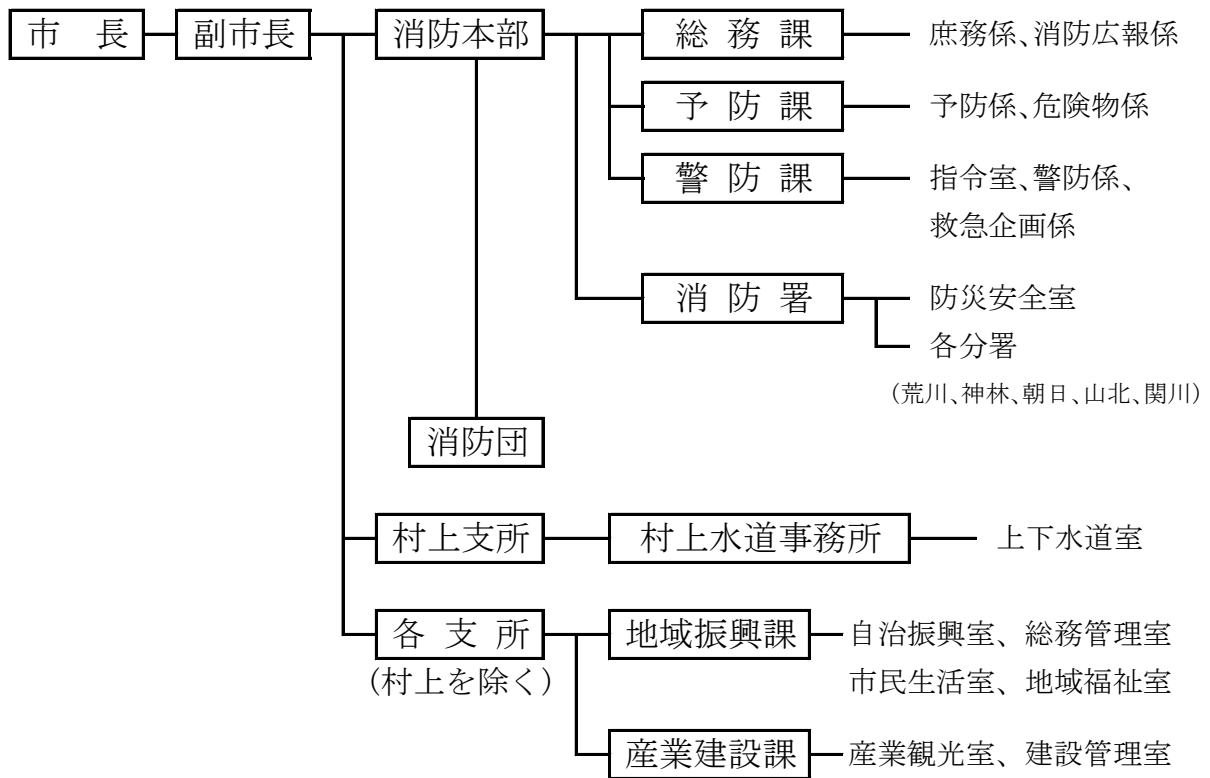 市　長 副市長 消防本部 総　務　課 庶務係、消防広報係
予　防　課 予防係、危険物係
警　防　課 指令室、警防係、
救急企画係
消　防　署 防災安全室
各分署
（荒川、神林、朝日、山北、関川）
消防団
村上支所 村上水道事務所 上下水道室
各　支　所 地域振興課 自治振興室、総務管理室
（村上を除く） 市民生活室、地域福祉室
産業建設課 産業観光室、建設管理室